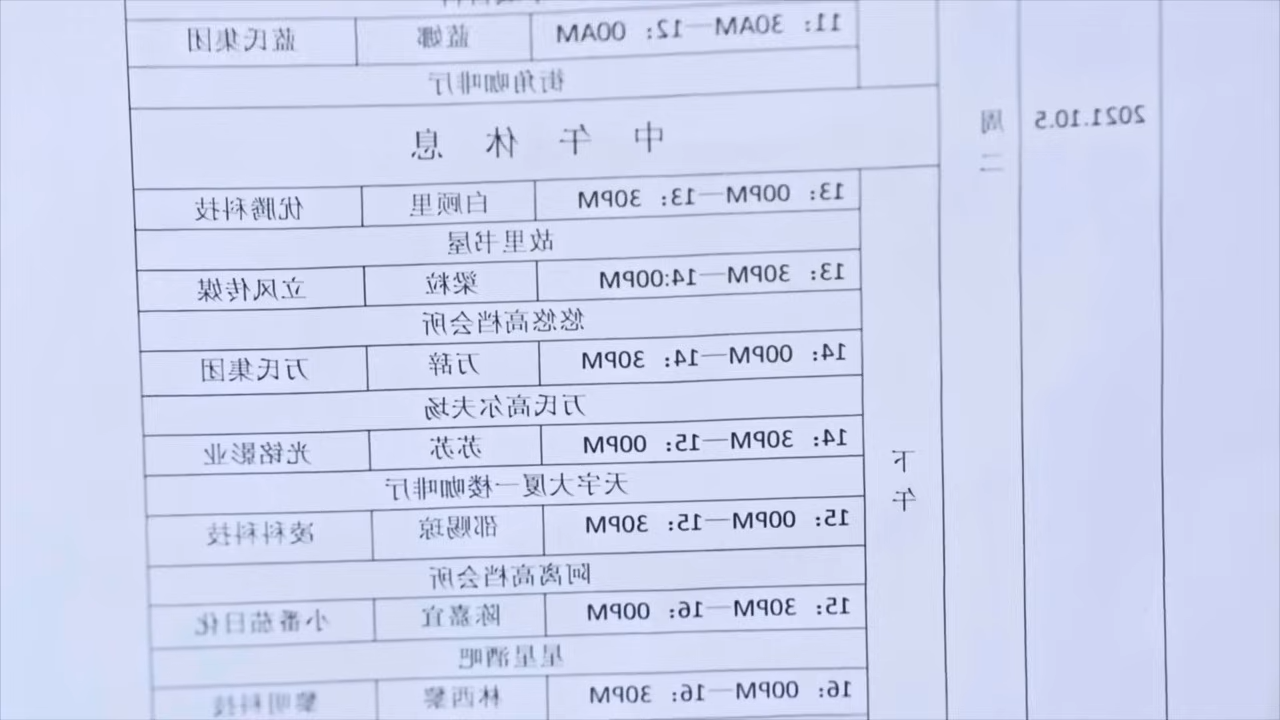 11：30AM—12：00AM 蓝娜 蓝氏集团
街角咖啡厅
2021.10.5 周二
中午休息
13：00PM—13：30PM 白顾里 优腾科技
故里书屋
13：30PM—14:00PM 梁粒 立风传媒
悠悠高档会所
14：00PM—14：30PM 万辞 万氏集团
万氏高尔夫场
下午
14：30PM—15：00PM 苏苏 光铭影业
天宇大厦一楼咖啡厅
15：00PM—15：30PM 邵赐琼 凌科科技
阿离高档会所
15：30PM—16：00PM 陈嘉宜 小番茄日化
星星酒吧
16：00PM—16：30PM 林西黎 黎明科技